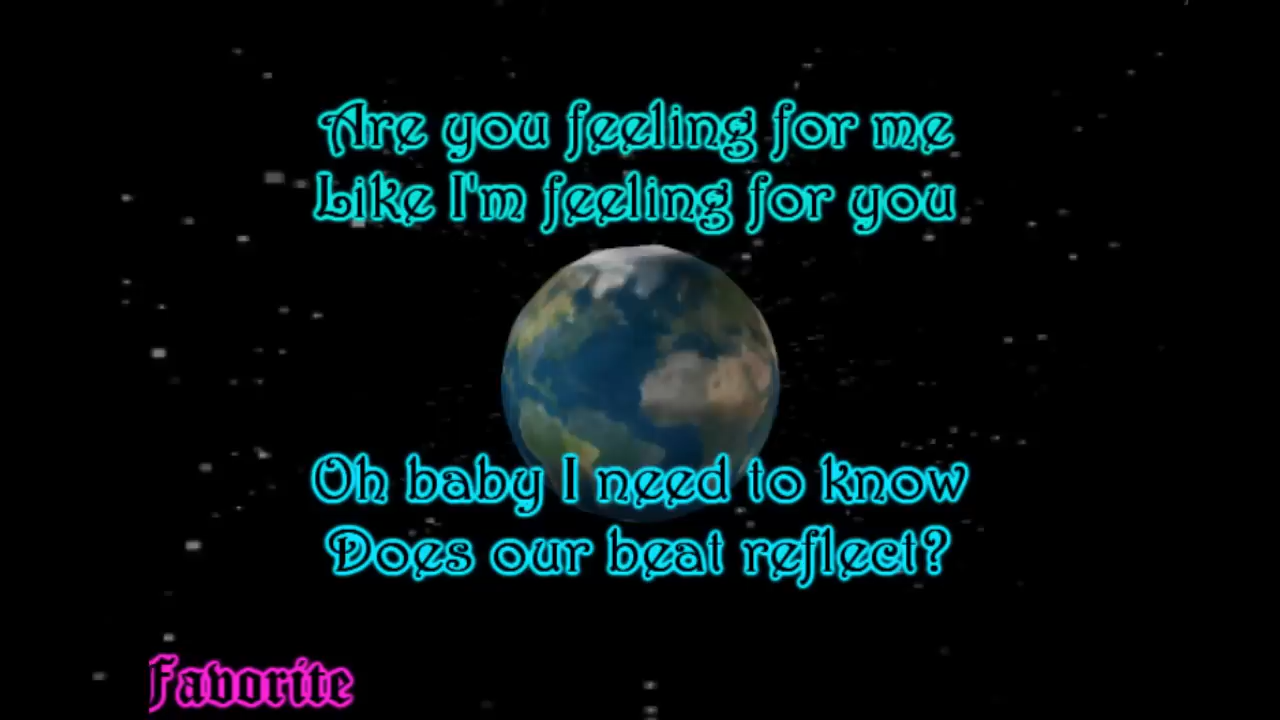 Are you feeling for me
Like I'm feeling for you
Oh baby I need to know
Does our beat reflect?
Favorite